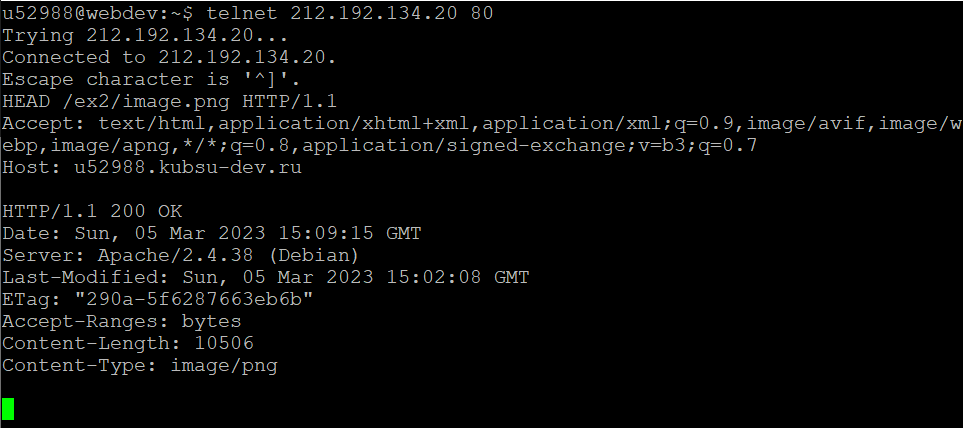 u52988@webdev:~$ telnet 212.192.134.20 80
Trying 212.192.134.20...
Connected to 212.192.134.20.
Escape character is '^]'.
HEAD /ex2/image.png HTTP/1.1
Accept: text/html,application/xhtml+xml,application/xml;q=0.9,image/avif,image/w
ebp,image/apng,*/*;q=0.8,application/signed-exchange;v=b3;q=0.7
Host: u52988.kubsu-dev.ru

HTTP/1.1 200 OK
Date: Sun, 05 Mar 2023 15:09:15 GMT
Server: Apache/2.4.38 (Debian)
Last-Modified: Sun, 05 Mar 2023 15:02:08 GMT
ETag: "290a-5f6287663eb6b"
Accept-Ranges: bytes
Content-Length: 10506
Content-Type: image/png